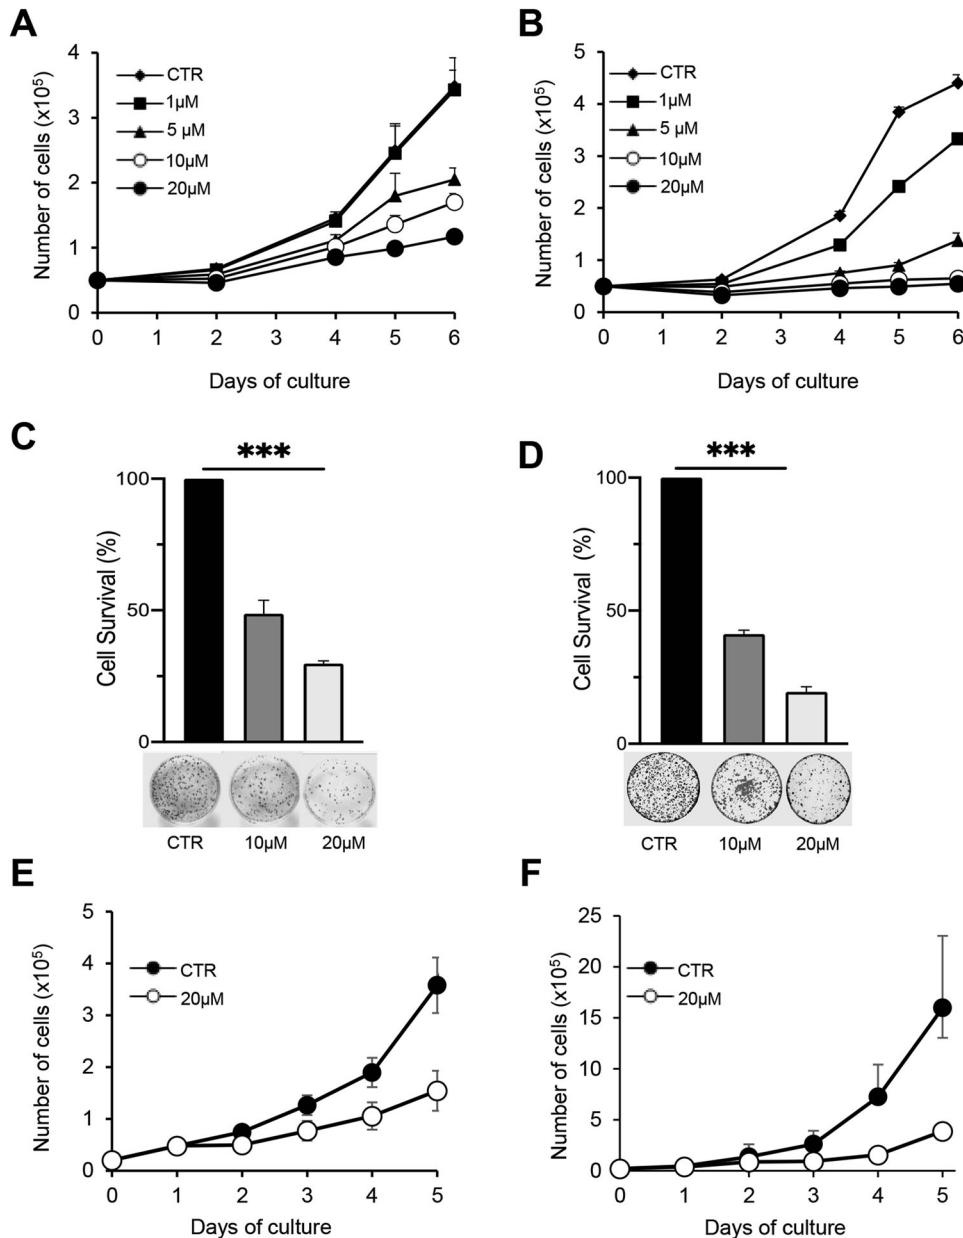 A
Number of cells (x10⁵)
4
3
2
1
0
CTR
1µM
5 µM
10µM
20µM
0 1 2 3 4 5 6
Days of culture
B
Number of cells (x10⁵)
5
4
3
2
1
0
CTR
1µM
5 µM
10µM
20µM
0 1 2 3 4 5 6
Days of culture
C
***
Cell Survival (%)
100
50
0
CTR 10µM 20µM
D
***
Cell Survival (%)
100
50
0
CTR 10µM 20µM
E
Number of cells (x10⁵)
5
4
3
2
1
0
CTR
20µM
0 1 2 3 4 5
Days of culture
F
Number of cells (x10⁵)
25
20
15
10
5
0
CTR
20µM
0 1 2 3 4 5
Days of culture